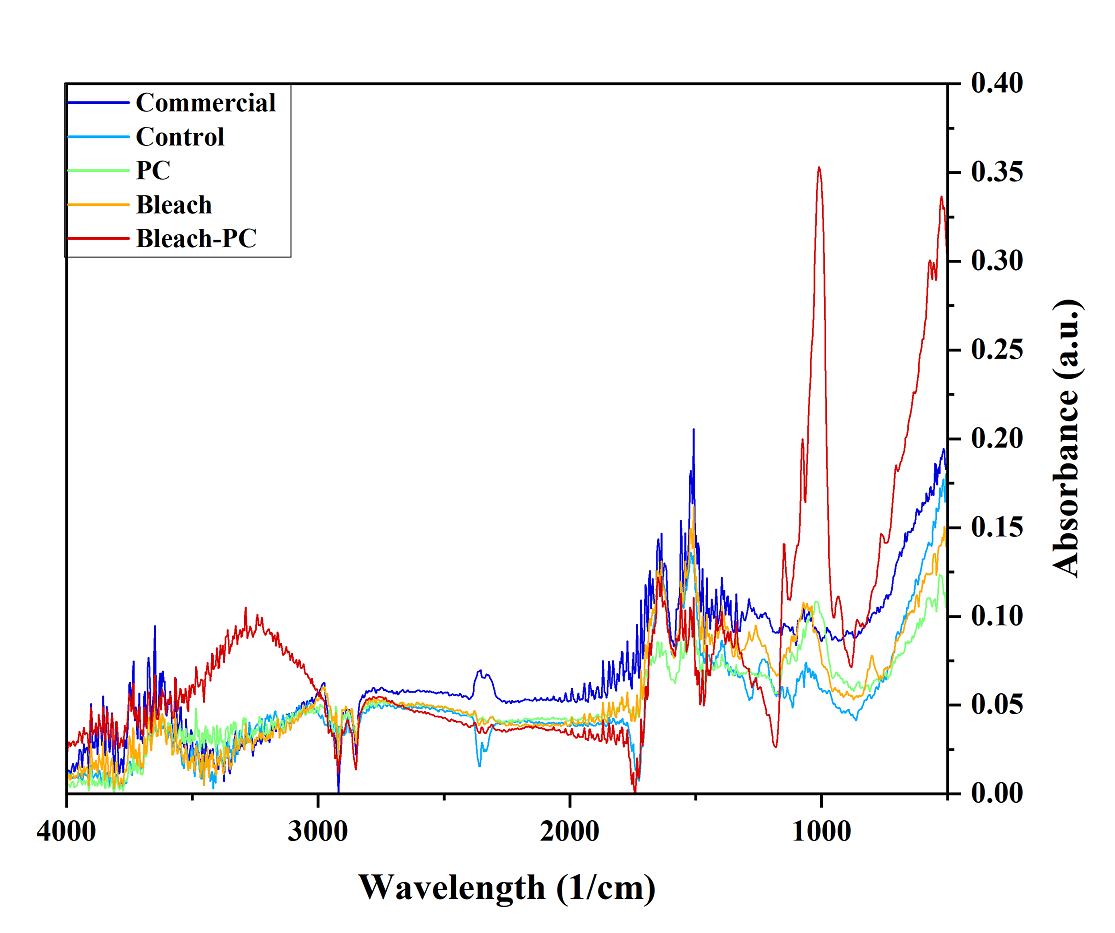 Commercial
Control
PC
Bleach
Bleach-PC
0.40
0.35
0.30
0.25
0.20
0.15
0.10
0.05
0.00
Absorbance (a.u.)
4000 3000 2000 1000
Wavelength (1/cm)